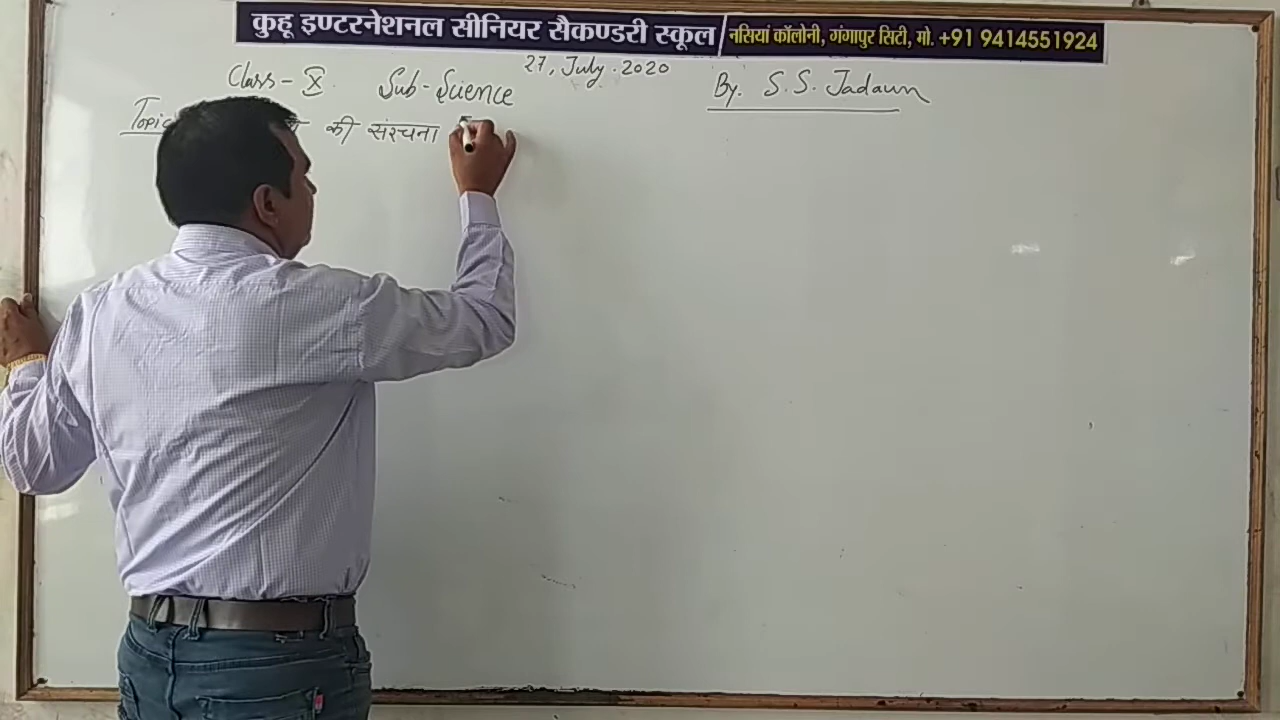 कुहू इण्टरनेशनल सीनियर सैकण्डरी स्कूल नसियां कॉलोनी, गंगापुर सिटी, मो. +91 9414551924
Class - X Sub - Science 27, July. 2020 By. S. S. Jadaun
Topic की संरचना